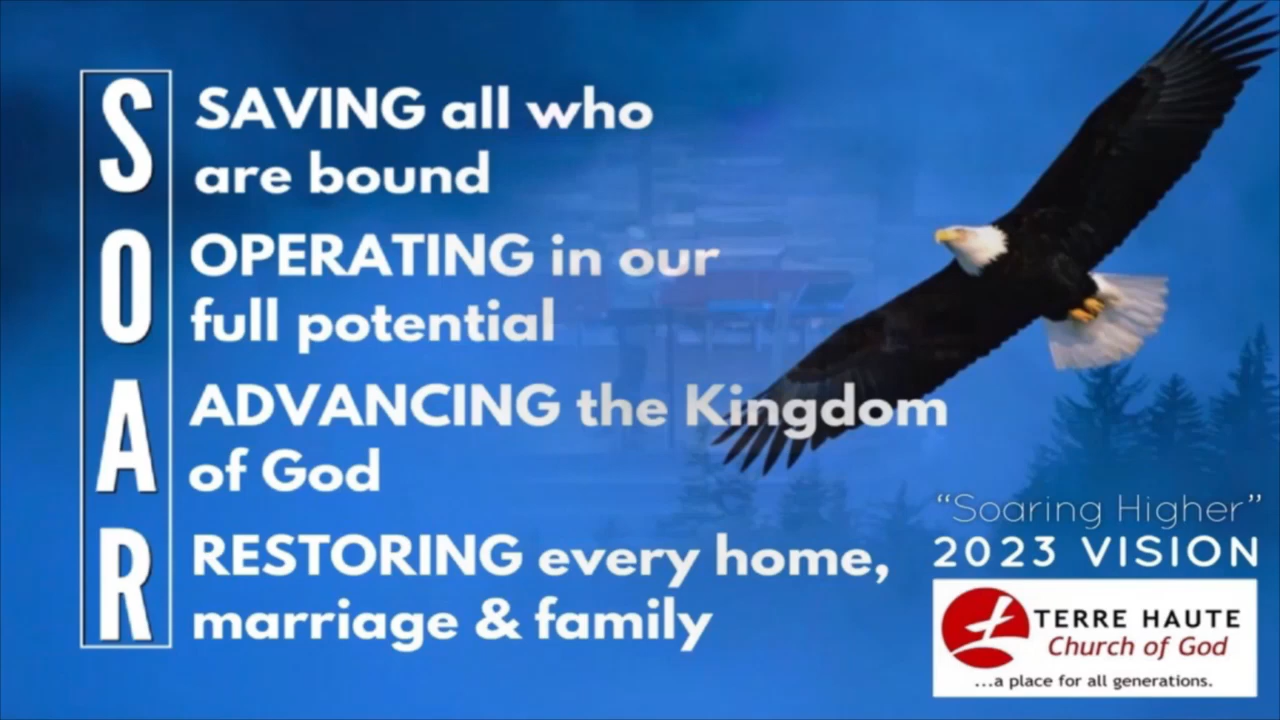 S
O
A
R
SAVING all who
are bound
OPERATING in our
full potential
ADVANCING the Kingdom
of God
RESTORING every home,
marriage & family
“Soaring Higher”
2023 VISION
TERRE HAUTE
Church of God
...a place for all generations.